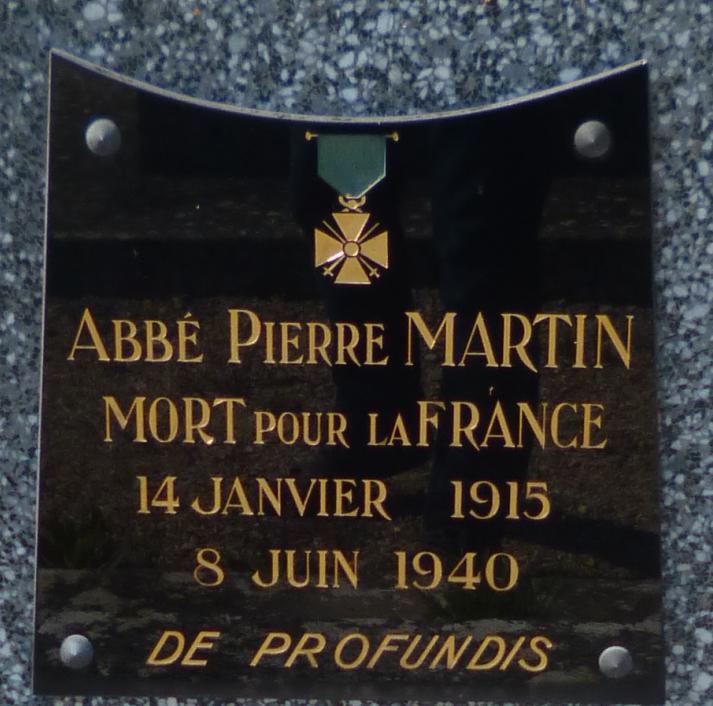 ABBÉ PIERRE MARTIN
MORT POUR LA FRANCE
14 JANVIER 1915
8 JUIN 1940
DE PROFUNDIS